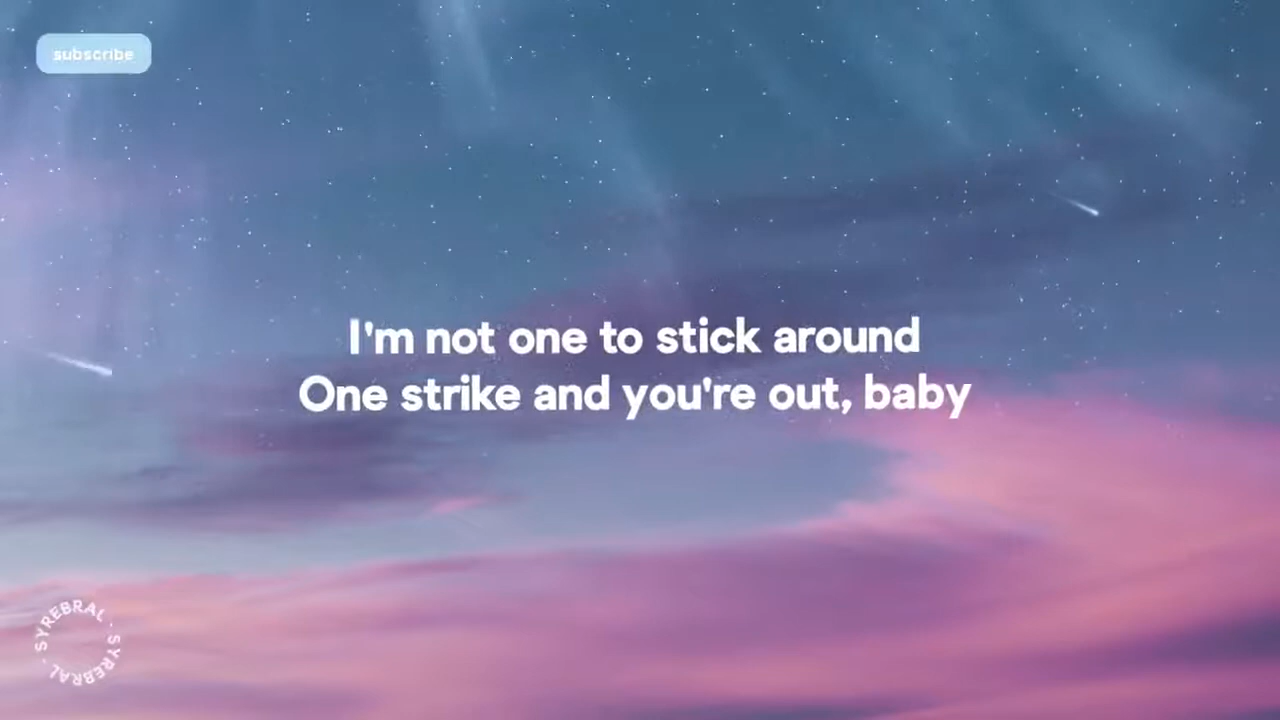 subscribe
I'm not one to stick around
One strike and you're out, baby
SYREBRAL · SYREBRAL ·